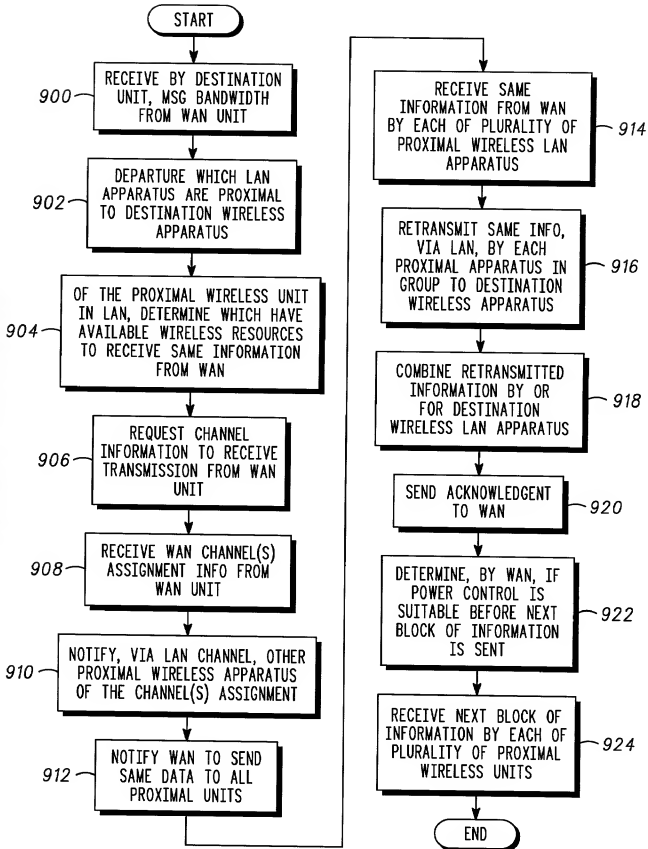 START
900
RECEIVE BY DESTINATION
UNIT, MSG BANDWIDTH
FROM WAN UNIT
902
DEPARTURE WHICH LAN
APPARATUS ARE PROXIMAL
TO DESTINATION WIRELESS
APPARATUS
904
OF THE PROXIMAL WIRELESS UNIT
IN LAN, DETERMINE WHICH HAVE
AVAILABLE WIRELESS RESOURCES
TO RECEIVE SAME INFORMATION
FROM WAN
906
REQUEST CHANNEL
INFORMATION TO RECEIVE
TRANSMISSION FROM WAN
UNIT
908
RECEIVE WAN CHANNEL(S)
ASSIGNMENT INFO FROM
WAN UNIT
910
NOTIFY, VIA LAN CHANNEL, OTHER
PROXIMAL WIRELESS APPARATUS
OF THE CHANNEL(S) ASSIGNMENT
912
NOTIFY WAN TO SEND
SAME DATA TO ALL
PROXIMAL UNITS
RECEIVE SAME
INFORMATION FROM WAN
BY EACH OF PLURALITY OF
PROXIMAL WIRELESS LAN
APPARATUS
914
RETRANSMIT SAME INFO,
VIA LAN, BY EACH
PROXIMAL APPARATUS IN
GROUP TO DESTINATION
WIRELESS APPARATUS
916
COMBINE RETRANSMITTED
INFORMATION BY OR
FOR DESTINATION
WIRELESS LAN APPARATUS
918
SEND ACKNOWLEDGENT
TO WAN
920
DETERMINE, BY WAN, IF
POWER CONTROL IS
SUITABLE BEFORE NEXT
BLOCK OF INFORMATION
IS SENT
922
RECEIVE NEXT BLOCK OF
INFORMATION BY EACH OF
PLURALITY OF PROXIMAL
WIRELESS UNITS
924
END